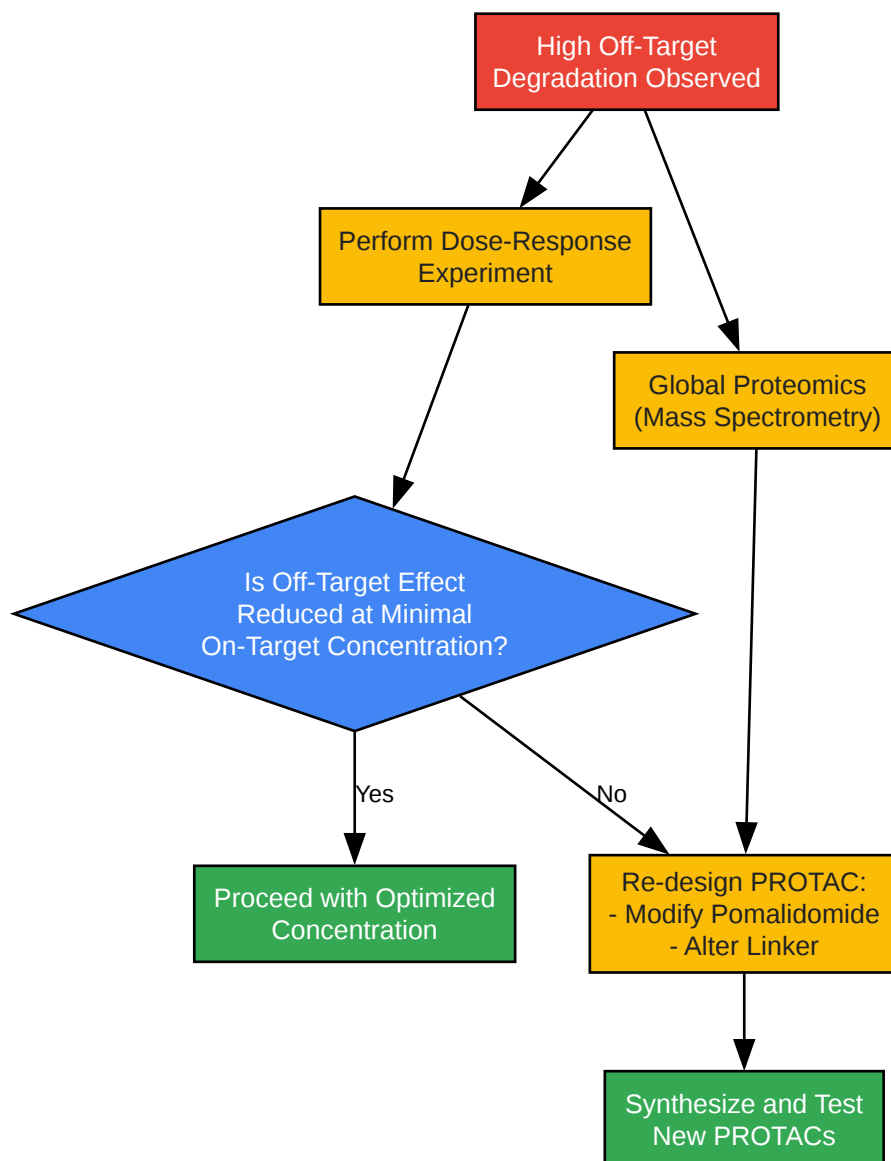 High Off-Target
Degradation Observed
Perform Dose-Response
Experiment
Global Proteomics
(Mass Spectrometry)
Is Off-Target Effect
Reduced at Minimal
On-Target Concentration?
Yes
No
Proceed with Optimized
Concentration
Re-design PROTAC:
- Modify Pomalidomide
- Alter Linker
Synthesize and Test
New PROTACs